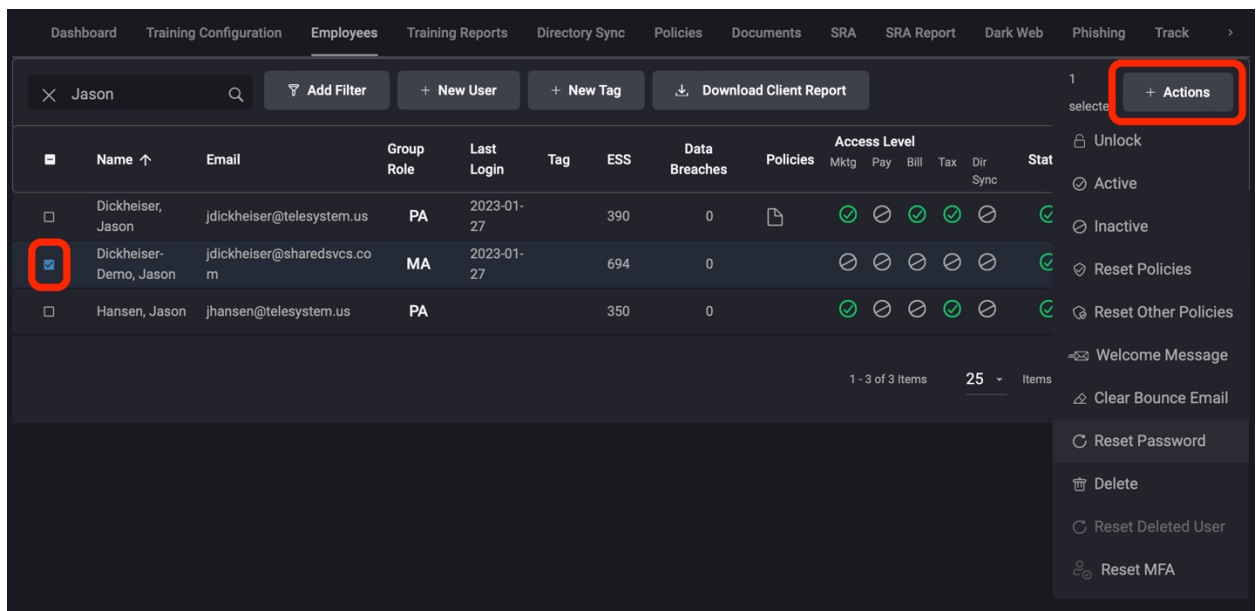 Dashboard Training Configuration Employees Training Reports Directory Sync Policies Documents SRA SRA Report Dark Web Phishing Track
Jason Add Filter + New User + New Tag Download Client Report 1 selecte + Actions
Name Email Group Role Last Login Tag ESS Data Breaches Policies Access Level Mktg Pay Bill Tax Dir Sync Stat
Dickheiser, Jason jdickheiser@telesystem.us PA 2023-01-27 390 0
Dickheiser-Demo, Jason jdickheiser@sharedsvcs.com MA 2023-01-27 694 0
Hansen, Jason jhansen@telesystem.us PA 350 0
1 - 3 of 3 Items 25 Items
Unlock
Active
Inactive
Reset Policies
Reset Other Policies
Welcome Message
Clear Bounce Email
Reset Password
Delete
Reset Deleted User
Reset MFA